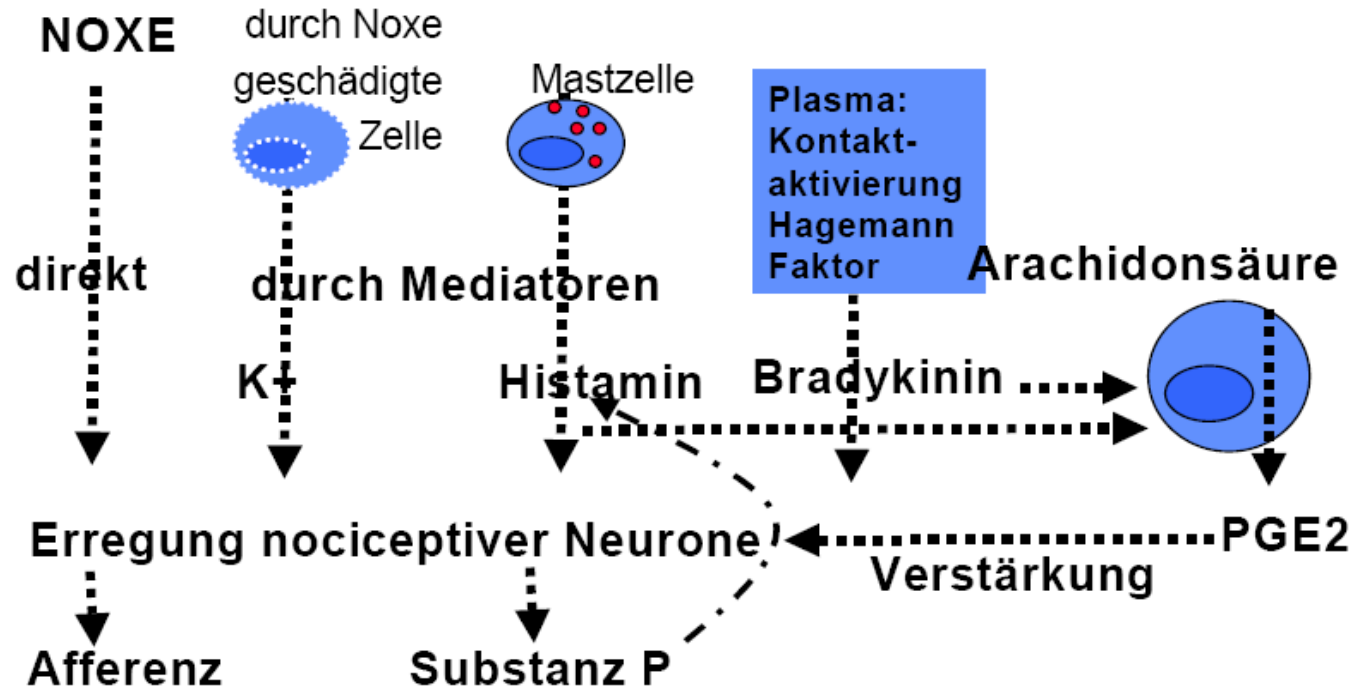 NOXE
durch Noxe
geschädigte
Zelle
Mastzelle
Plasma:
Kontakt-
aktivierung
Hagemann
Faktor
Arachidonsäure
direkt
durch Mediatoren
K+
Histamin
Bradykinin
Erregung nociceptiver Neurone
PGE2
Verstärkung
Afferenz
Substanz P